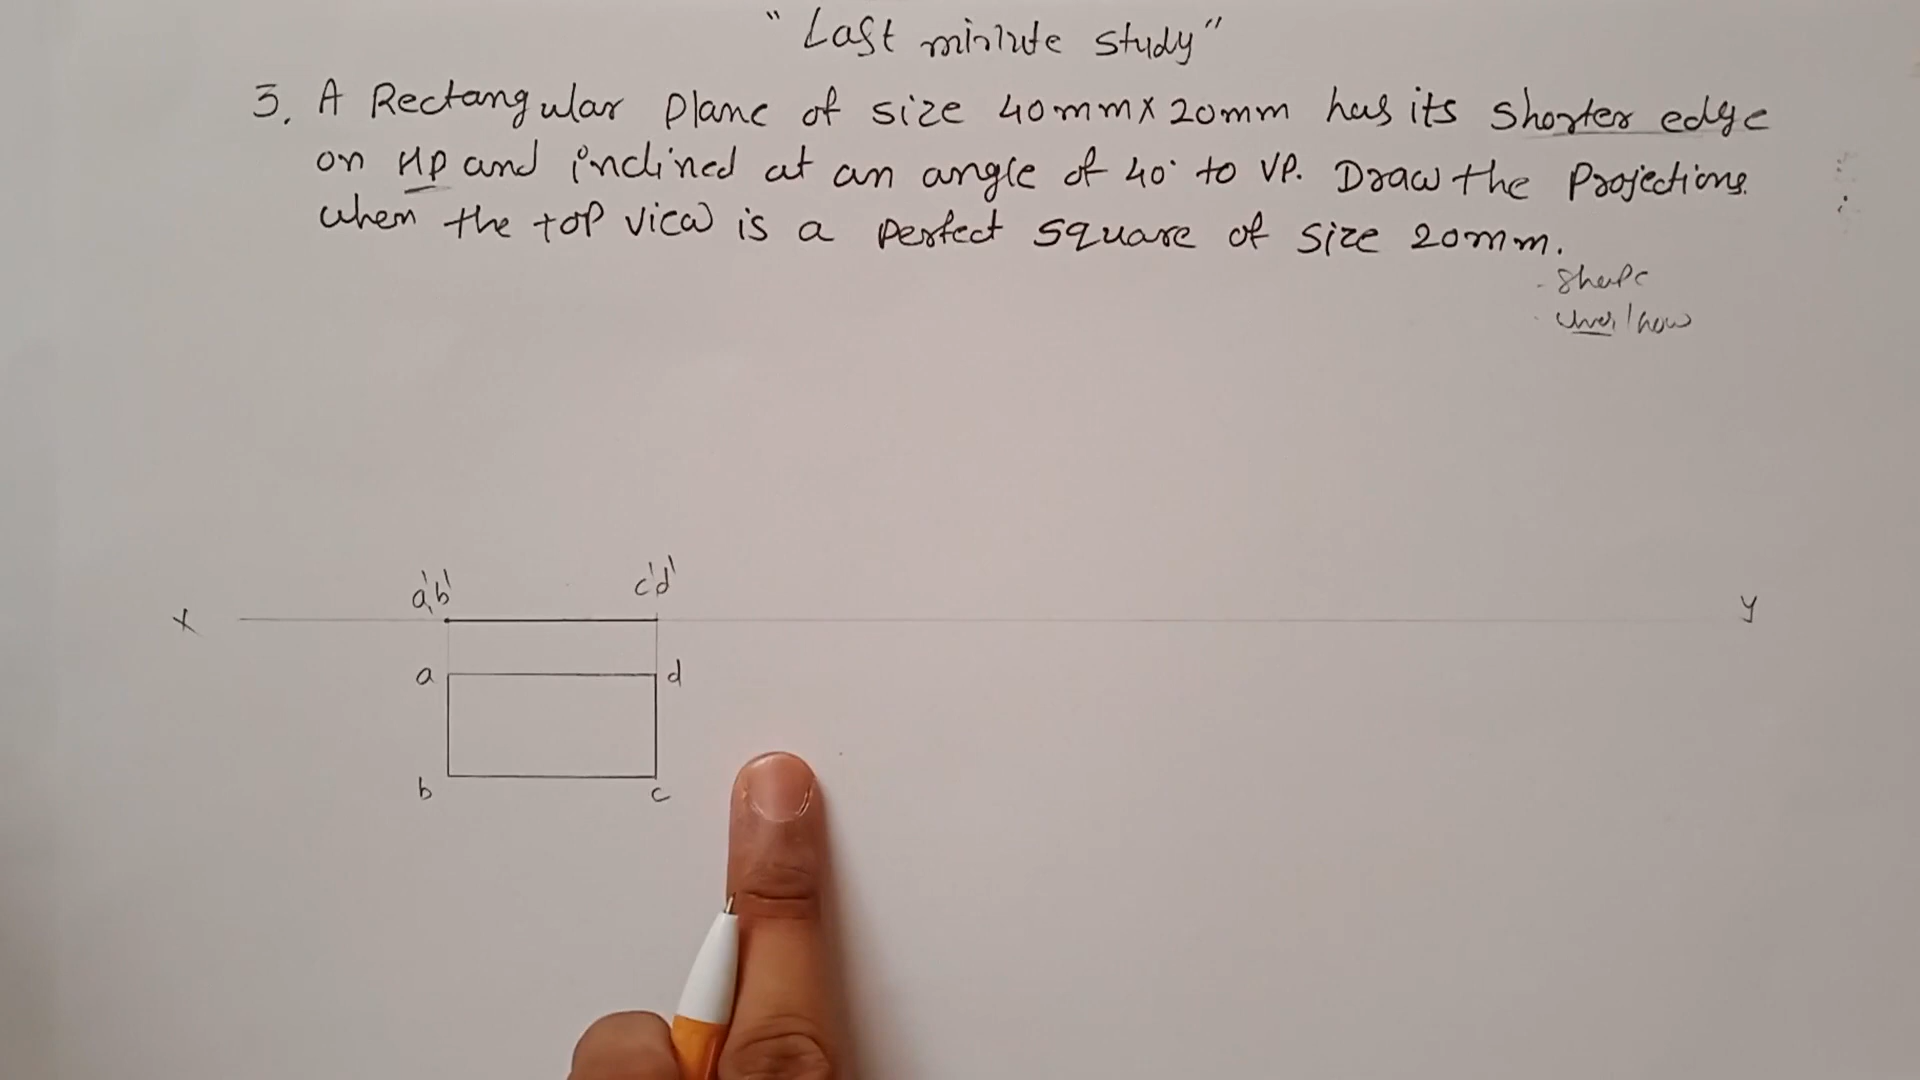 "Last minute study"
3. A Rectangular plane of size 40mm x 20mm has its shorter edge
on HP and inclined at an angle of 40° to VP. Draw the Projections.
when the top view is a perfect square of size 20mm.
- shape
a'b' c'd'
X Y
a d
b c